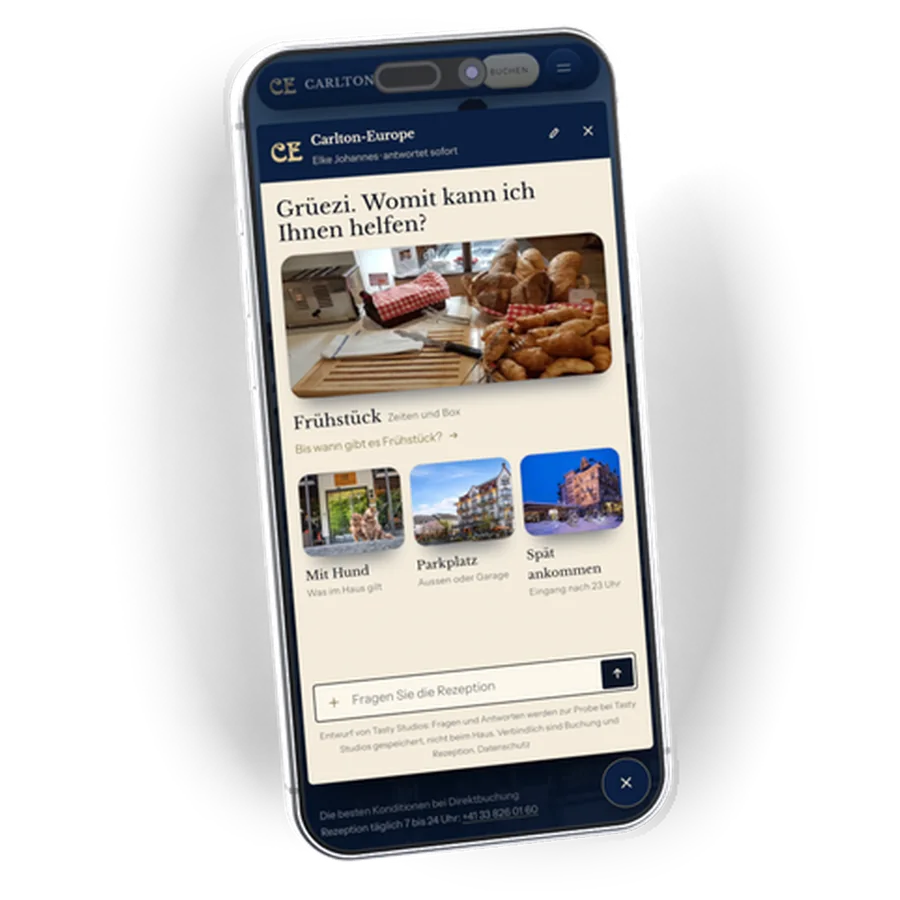 CE CARLTON BUCHEN
CE Carlton-Europe
Elke Johannes · antwortet sofort
Grüezi. Womit kann ich
Ihnen helfen?
Frühstück Zeiten und Box
Bis wann gibt es Frühstück? →
Mit Hund
Was im Haus gilt
Parkplatz
Aussen oder Garage
Spät
ankommen
Eingang nach 23 Uhr
+ Fragen Sie die Rezeption
Entwurf von Tasty Studios: Fragen und Antworten werden zur Probe bei Tasty
Studios gespeichert, nicht beim Haus. Verbindlich sind Buchung und
Rezeption. Datenschutz
Die besten Konditionen bei Direktbuchung
Rezeption täglich 7 bis 24 Uhr: +41 33 826 01 60